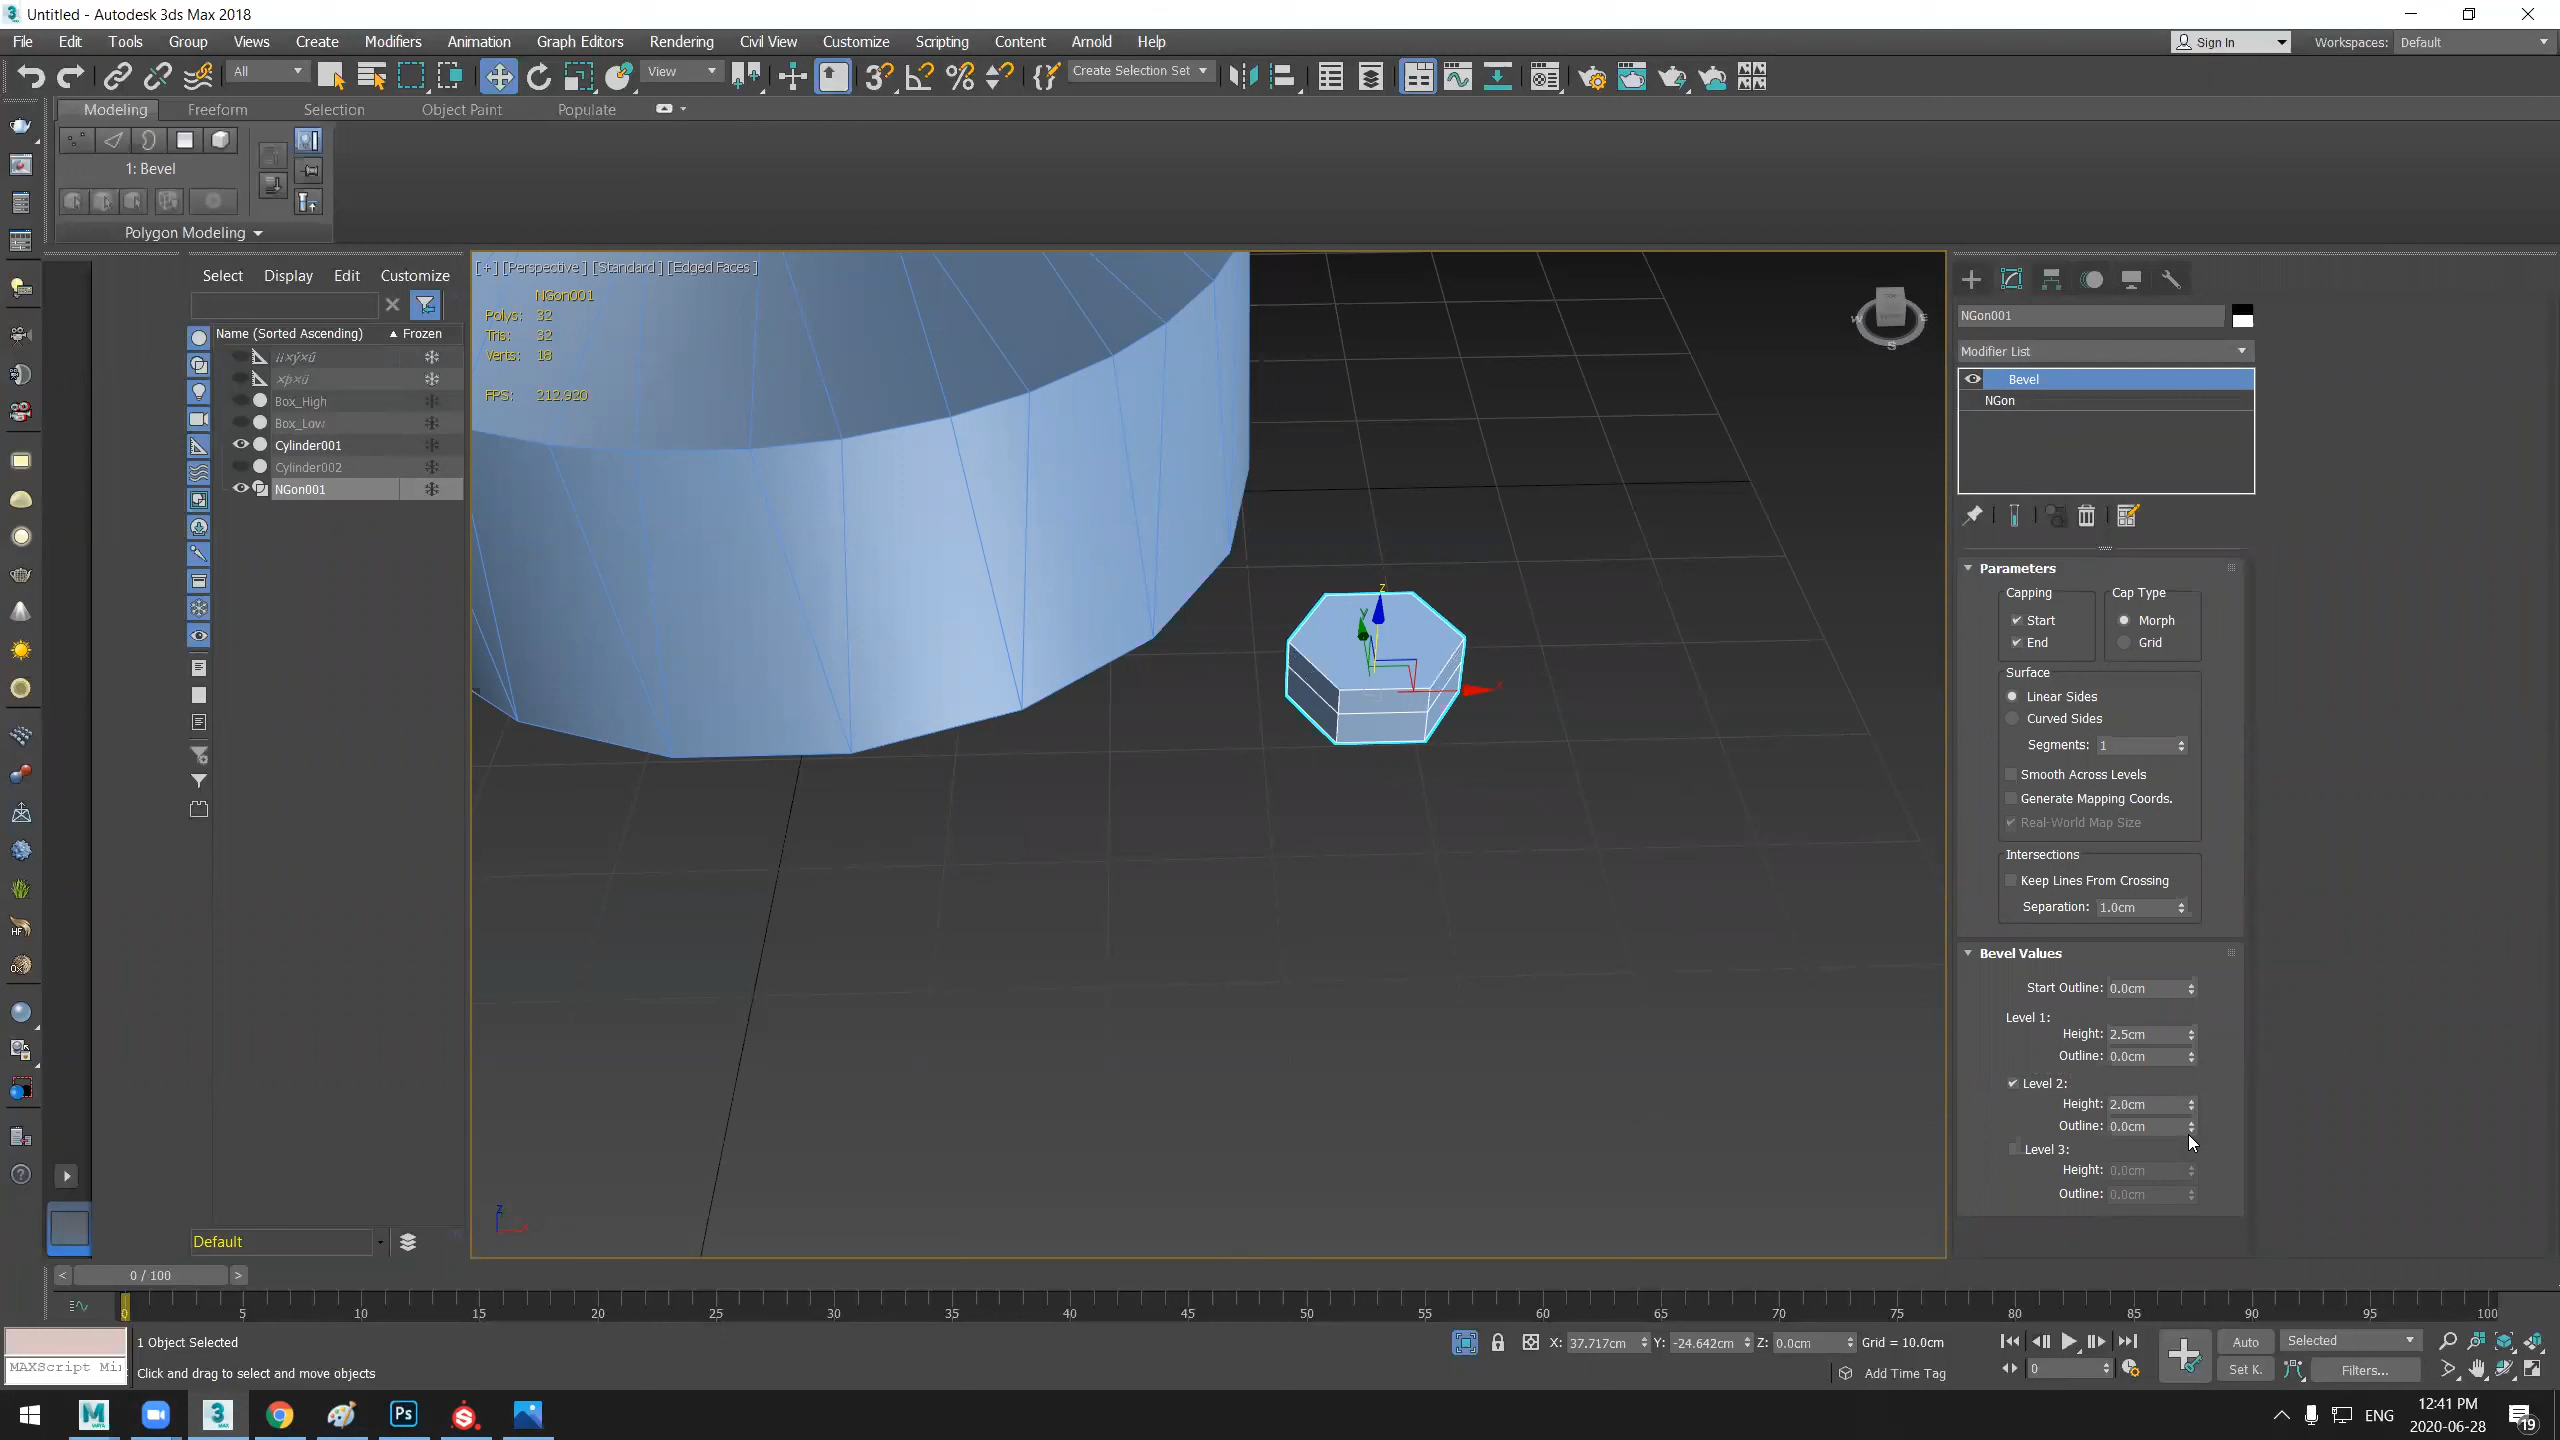 Untitled - Autodesk 3ds Max 2018
File Edit Tools Group Views Create Modifiers Animation Graph Editors Rendering Civil View Customize Scripting Content Arnold Help
Sign In Workspaces: Default
All View Create Selection Set
Modeling Freeform Selection Object Paint Populate
1: Bevel
Polygon Modeling
Select Display Edit Customize
Name (Sorted Ascending) Frozen
Box_High
Box_Low
Cylinder001
Cylinder002
NGon001
Default
[+] [Perspective ] [Standard ] [Edged Faces ]
NGon001
Polys: 32
Tris: 32
Verts: 18
FPS: 212.920
z
y
x
W E
S
z
NGon001
Modifier List
Bevel
NGon
Parameters
Capping Cap Type
Start Morph
End Grid
Surface
Linear Sides
Curved Sides
Segments: 1
Smooth Across Levels
Generate Mapping Coords.
Real-World Map Size
Intersections
Keep Lines From Crossing
Separation: 1.0cm
Bevel Values
Start Outline: 0.0cm
Level 1:
Height: 2.5cm
Outline: 0.0cm
Level 2:
Height: 2.0cm
Outline: 0.0cm
Level 3:
Height: 0.0cm
Outline: 0.0cm
< 0 / 100 >
0 5 10 15 20 25 30 35 40 45 50 55 60 65 70 75 80 85 90 95 100
1 Object Selected X: 37.717cm Y: -24.642cm Z: 0.0cm Grid = 10.0cm Auto Selected
MAXScript Mi Click and drag to select and move objects Add Time Tag 0 Set K. Filters...
M 3 MAX Ps S ENG 12:41 PM
2020-06-28 19